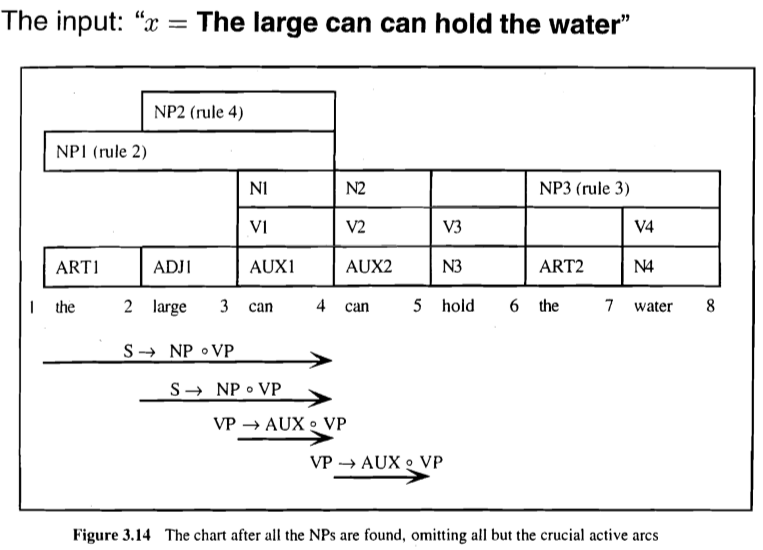 The input: “x = The large can can hold the water”
NP2 (rule 4)
NP1 (rule 2)
N1 N2 NP3 (rule 3)
V1 V2 V3 V4
ART1 ADJ1 AUX1 AUX2 N3 ART2 N4
1 the 2 large 3 can 4 can 5 hold 6 the 7 water 8
S → NP ∘ VP
S → NP ∘ VP
VP → AUX ∘ VP
VP → AUX ∘ VP
Figure 3.14 The chart after all the NPs are found, omitting all but the crucial active arcs